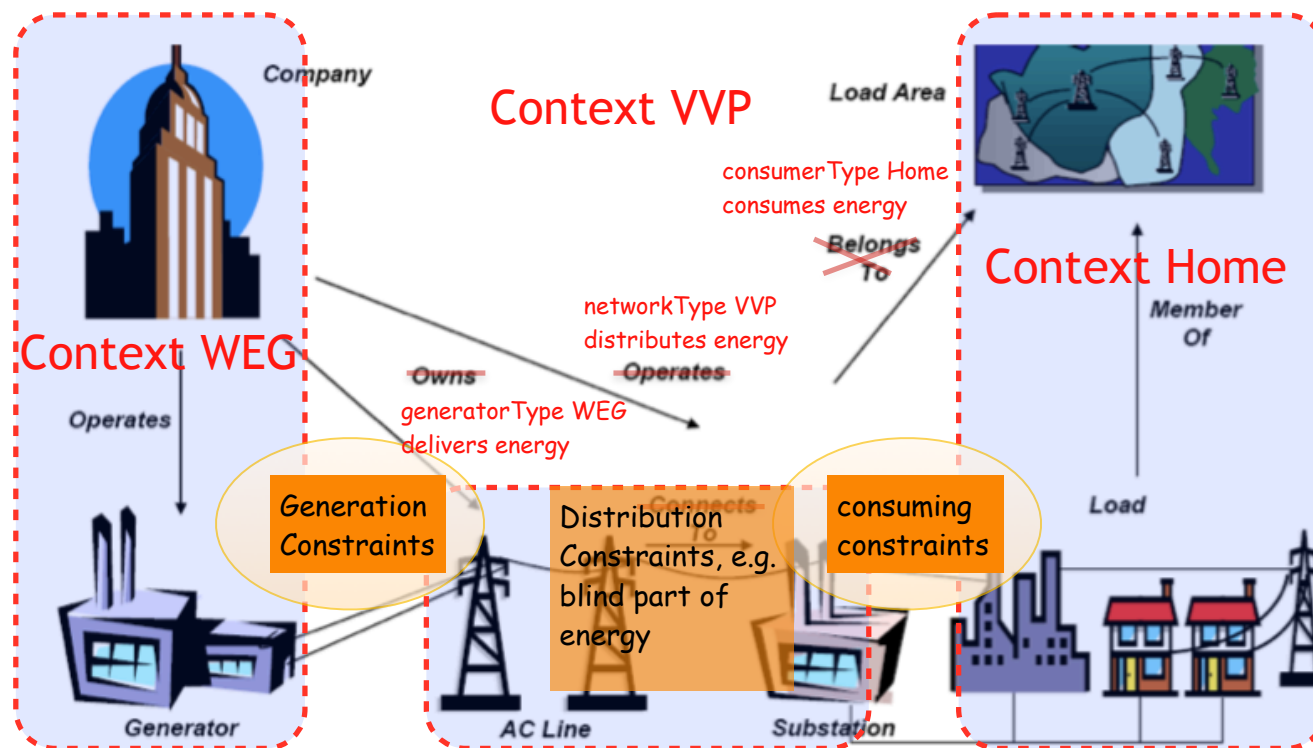 Company
Context VVP
Load Area
consumerType Home
consumes energy
Belongs
To
Context Home
networkType VVP
distributes energy
Member
Of
Context WEG
Owns
Operates
generatorType WEG
delivers energy
Operates
Generation
Constraints
Connects
To
Distribution
Constraints, e.g.
blind part of
energy
consuming
constraints
Load
Generator
AC Line
Substation